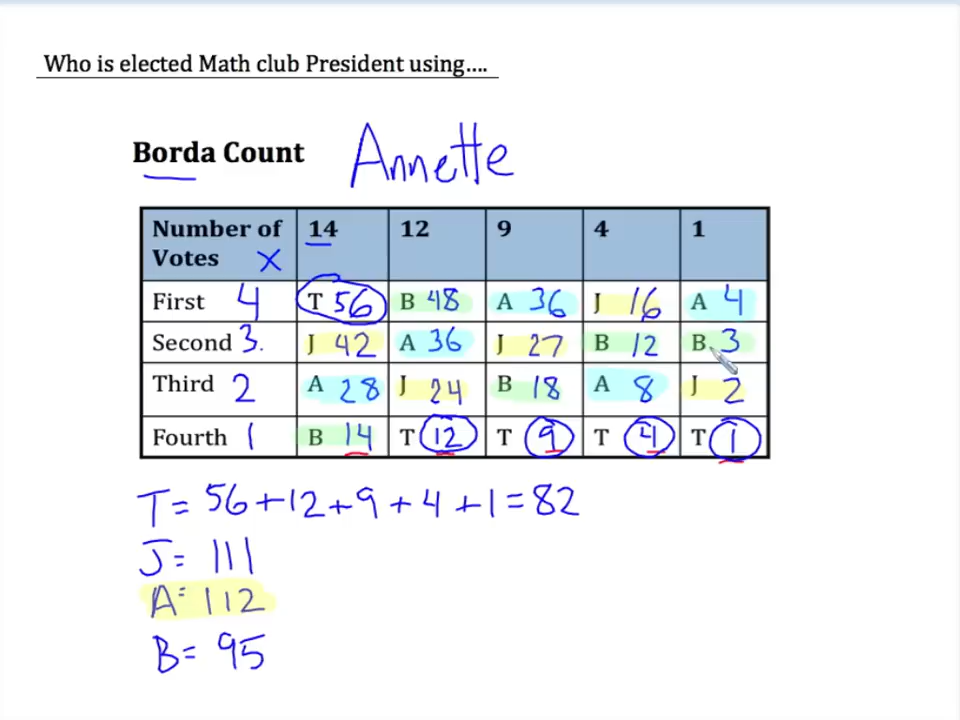 Who is elected Math club President using....
Borda Count Annette
Number of Votes X 14 12 9 4 1
First 4 T 56 B 48 A 36 J 16 A 4
Second 3. J 42 A 36 J 27 B 12 B 3
Third 2 A 28 J 24 B 18 A 8 J 2
Fourth 1 B 14 T 12 T 9 T 4 T 1
T = 56 + 12 + 9 + 4 + 1 = 82
J = 111
A = 112
B = 95